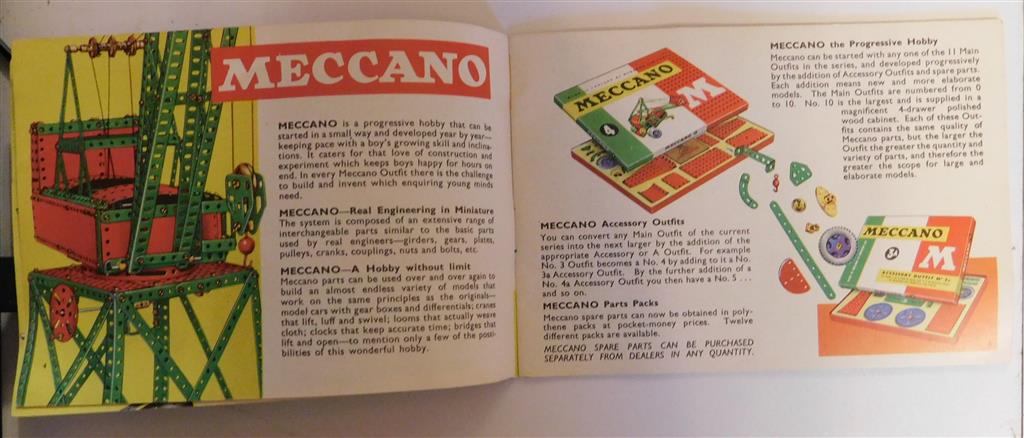 MECCANO
MECCANO is a progressive hobby that can be
started in a small way and developed year by year—
keeping pace with a boy's growing skill and inclina-
tions. It caters for that love of construction and
experiment which keeps boys happy for hours on
end. In every Meccano Outfit there is the challenge
to build and invent which enquiring young minds
need.
MECCANO—Real Engineering in Miniature
The system is composed of an extensive range of
interchangeable parts similar to the basic parts
used by real engineers—girders, gears, plates,
pulleys, cranks, couplings, nuts and bolts, etc.
MECCANO—A Hobby without limit
Meccano parts can be used over and over again to
build an almost endless variety of models that
work on the same principles as the originals—
model cars with gear boxes and differentials; cranes
that lift, luff and swivel; looms that actually weave
cloth; clocks that keep accurate time; bridges that
lift and open—to mention only a few of the possi-
bilities of this wonderful hobby.
MECCANO
M
4
MECCANO the Progressive Hobby
Meccano can be started with any one of the 11 Main
Outfits in the series, and developed progressively
by the addition of Accessory Outfits and spare parts.
Each addition means new and more elaborate
models. The Main Outfits are numbered from 0
to 10. No. 10 is the largest and is supplied in a
magnificent 4-drawer polished
wood cabinet. Each of these Out-
fits contains the same quality of
Meccano parts, but the larger the
Outfit the greater the quantity and
variety of parts, and therefore the
greater the scope for large and
elaborate models.
MECCANO Accessory Outfits
You can convert any Main Outfit of the current
series into the next larger by the addition of the
appropriate Accessory or A Outfit. For example
No. 3 Outfit becomes a No. 4 by adding to it a No.
3a Accessory Outfit. By the further addition of a
No. 4a Accessory Outfit you then have a No. 5 ...
and so on.
MECCANO Parts Packs
Meccano spare parts can now be obtained in poly-
thene packs at pocket-money prices. Twelve
different packs are available.
MECCANO SPARE PARTS CAN BE PURCHASED
SEPARATELY FROM DEALERS IN ANY QUANTITY.
MECCANO
M
3a
ACCESSORY OUTFIT No 3a